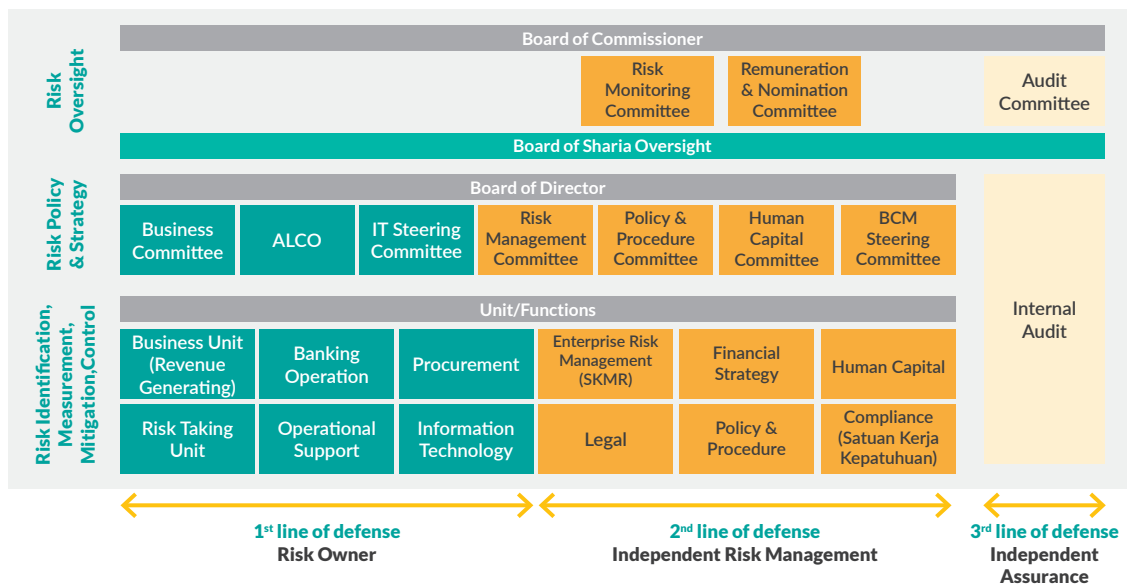 Risk
Oversight
Board of Commissioner
Risk
Monitoring
Committee
Remuneration
& Nomination
Committee
Audit
Committee
Board of Sharia Oversight
Risk Policy
& Strategy
Board of Director
Business
Committee
ALCO
IT Steering
Committee
Risk
Management
Committee
Policy &
Procedure
Committee
Human
Capital
Committee
BCM
Steering
Committee
Internal
Audit
Risk Identification,
Measurement,
Mitigation,Control
Unit/Functions
Business Unit
(Revenue
Generating)
Banking
Operation
Procurement
Enterprise Risk
Management
(SKMR)
Financial
Strategy
Human Capital
Risk Taking
Unit
Operational
Support
Information
Technology
Legal
Policy &
Procedure
Compliance
(Satuan Kerja
Kepatuhan)
1st line of defense
Risk Owner
2nd line of defense
Independent Risk Management
3rd line of defense
Independent
Assurance